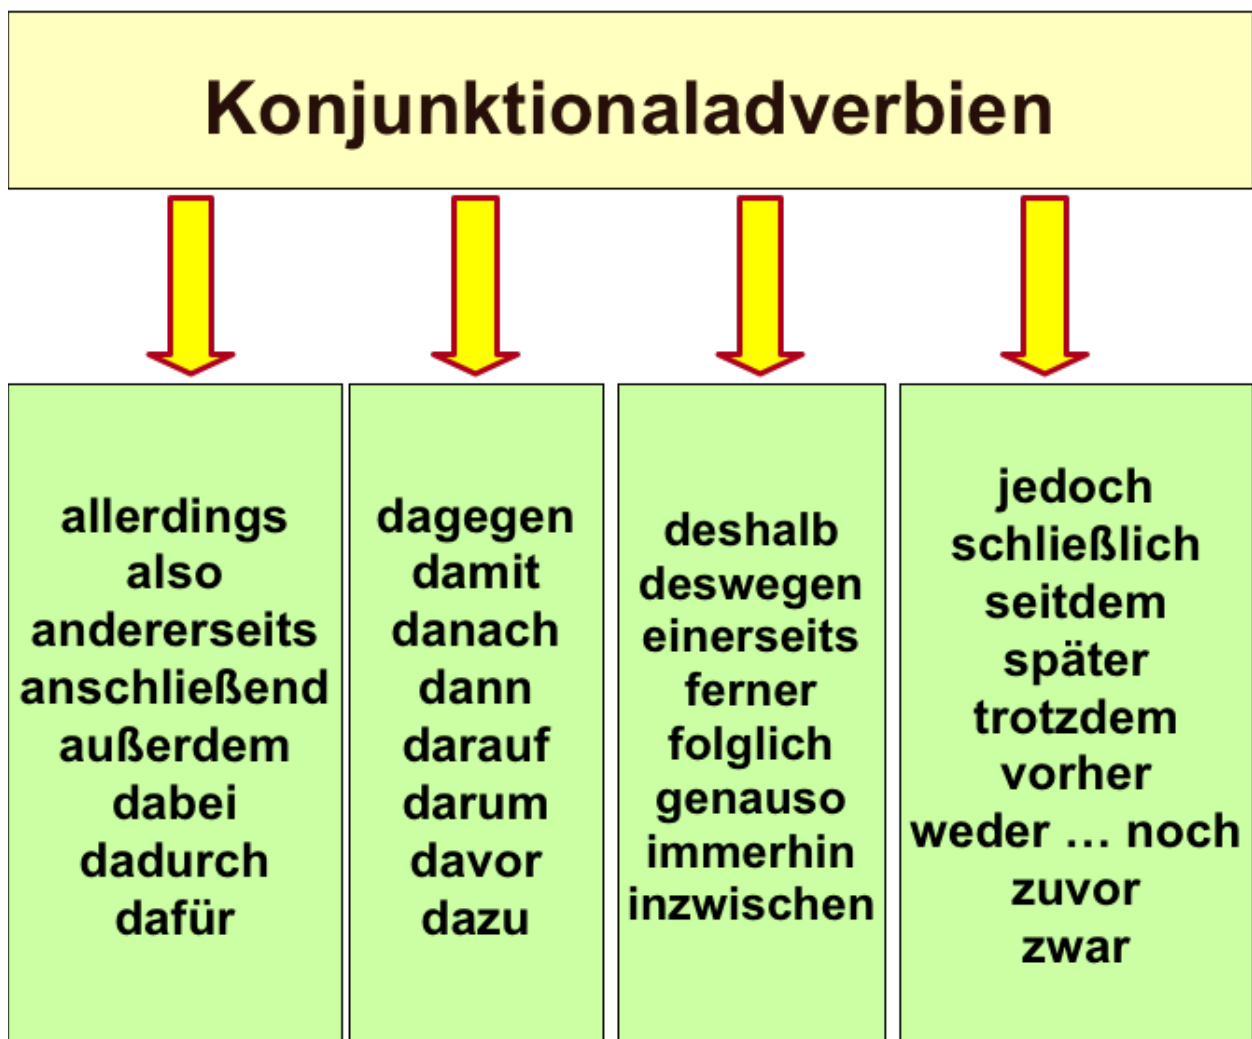 Konjunktionaladverbien
allerdings
also
andererseits
anschließend
außerdem
dabei
dadurch
dafür
dagegen
damit
danach
dann
darauf
darum
davor
dazu
deshalb
deswegen
einerseits
ferner
folglich
genauso
immerhin
inzwischen
jedoch
schließlich
seitdem
später
trotzdem
vorher
weder … noch
zuvor
zwar